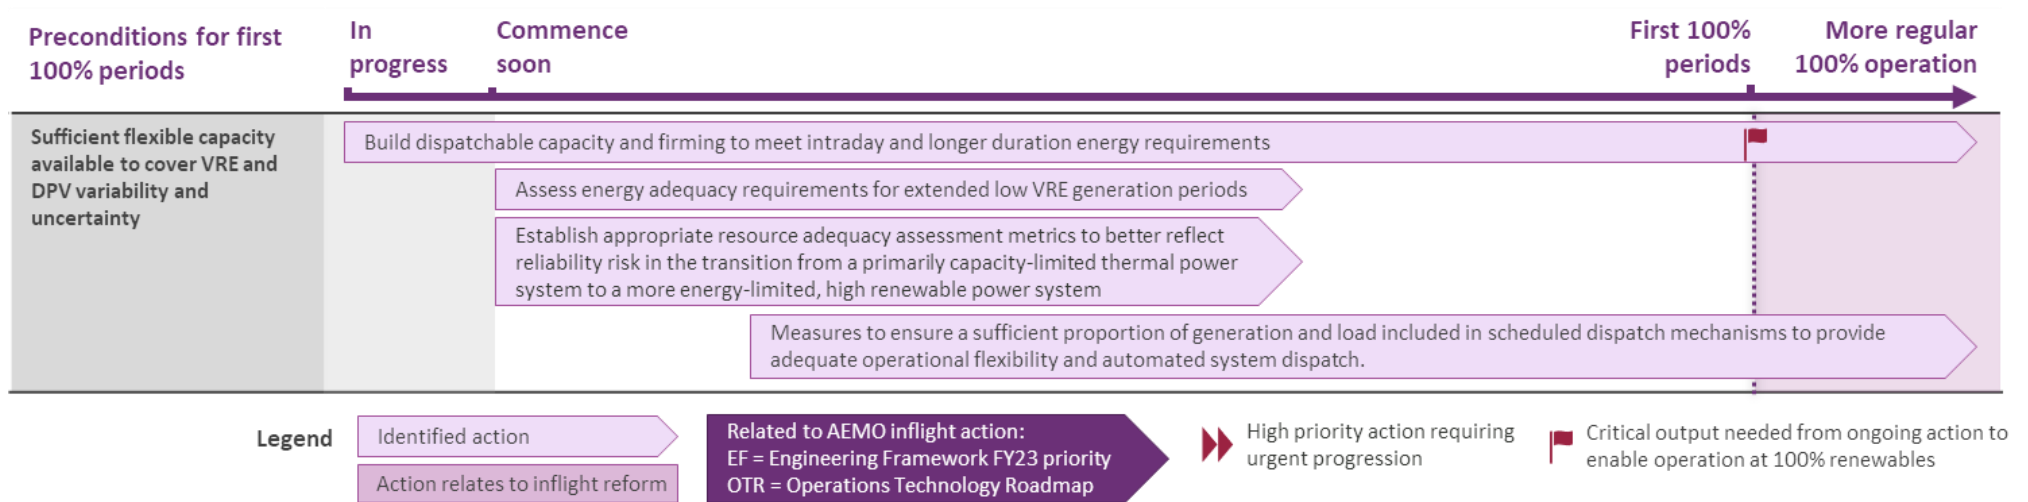 Preconditions for first
100% periods
In
progress
Commence
soon
First 100%
periods
More regular
100% operation
Sufficient flexible capacity
available to cover VRE and
DPV variability and
uncertainty
Build dispatchable capacity and firming to meet intraday and longer duration energy requirements
Assess energy adequacy requirements for extended low VRE generation periods
Establish appropriate resource adequacy assessment metrics to better reflect
reliability risk in the transition from a primarily capacity-limited thermal power
system to a more energy-limited, high renewable power system
Measures to ensure a sufficient proportion of generation and load included in scheduled dispatch mechanisms to provide
adequate operational flexibility and automated system dispatch.
Legend
Identified action
Action relates to inflight reform
Related to AEMO inflight action:
EF = Engineering Framework FY23 priority
OTR = Operations Technology Roadmap
High priority action requiring
urgent progression
Critical output needed from ongoing action to
enable operation at 100% renewables